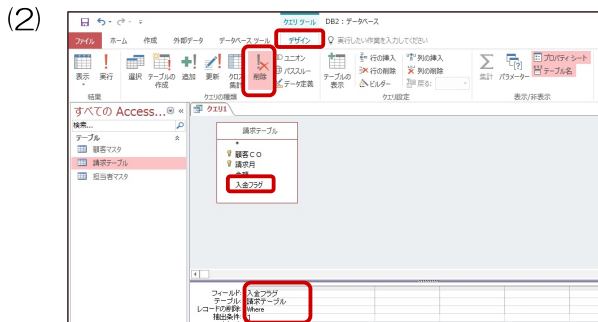 (2)
クエリ ツール DB2：データベース
ファイル ホーム 作成 外部データ データベース ツール デザイン 実行したい作業を入力してください
表示 実行 選択 テーブルの作成 追加 更新 クロス集計 削除 ユニオン パススルー データ定義 テーブルの表示 行の挿入 行の削除 ビルダー 列の挿入 列の削除 戻る: 集計 パラメーター プロパティ シート テーブル名
結果 クエリの種類 クエリ設定 表示/非表示
すべての Access... クエリ1
検索...
テーブル
顧客マスタ
請求テーブル
担当者マスタ
請求テーブル
*
顧客ＣＯ
請求月
入金フラグ
フィールド: 入金フラグ
テーブル: 請求テーブル
レコードの削除: Where
抽出条件: 1